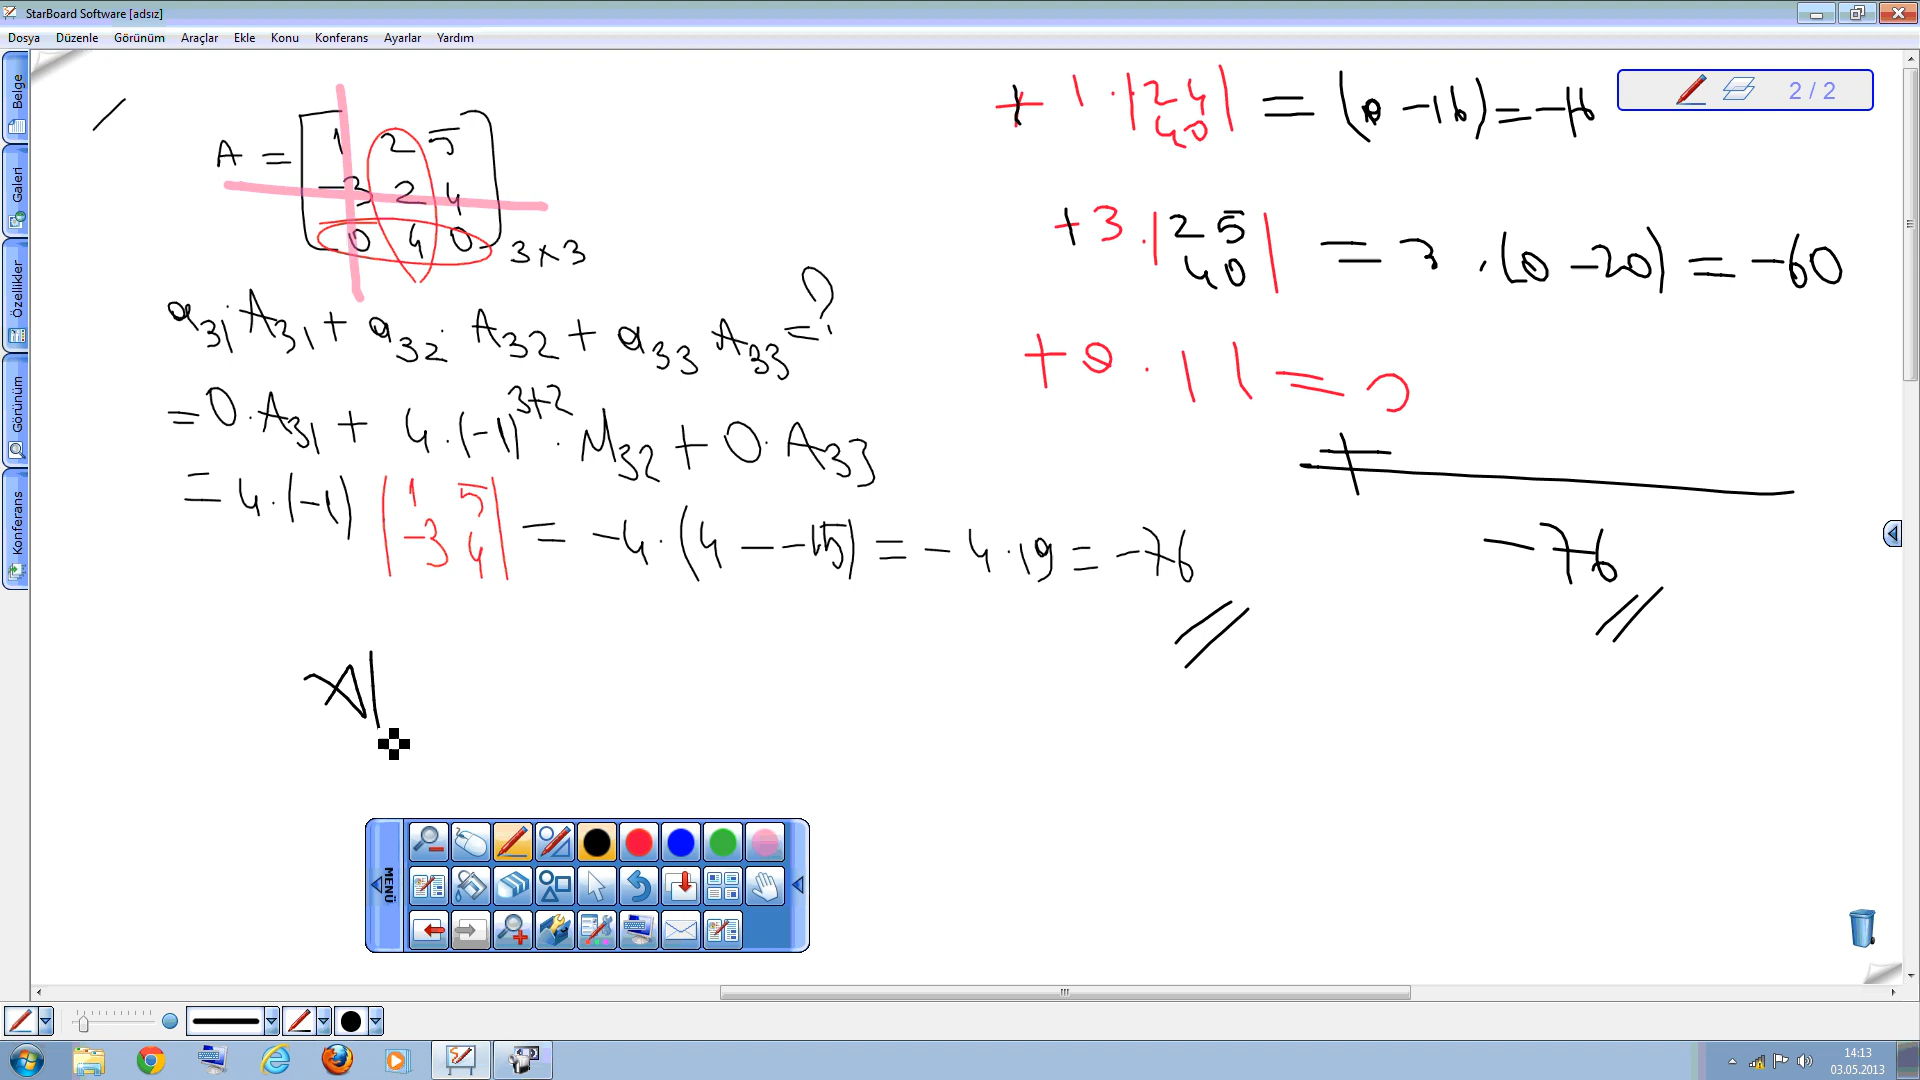 StarBoard Software [adsız]
Dosya Düzenle Görünüm Araçlar Ekle Konu Konferans Ayarlar Yardım
Belge
Galeri
Özellikler
Görünüm
Konferans
2 / 2
A = [1 2 5
-3 2 4
0 4 0] 3×3
a31 · A31 + a32 · A32 + a33 A33 = ?
= 0 · A31 + 4 · (-1)^3+2 · M32 + 0 · A33
= 4 · (-1) |1 5
-3 4| = -4 · (4 - -15) = -4 · 19 = -76
+ 1 · |2 4
4 0| = (0 - 16) = -16
+ 3 · |2 5
4 0| = 3 · (0 - 20) = -60
+ 0 · | | = 0
+
-76
MENÜ
14:13
03.05.2013